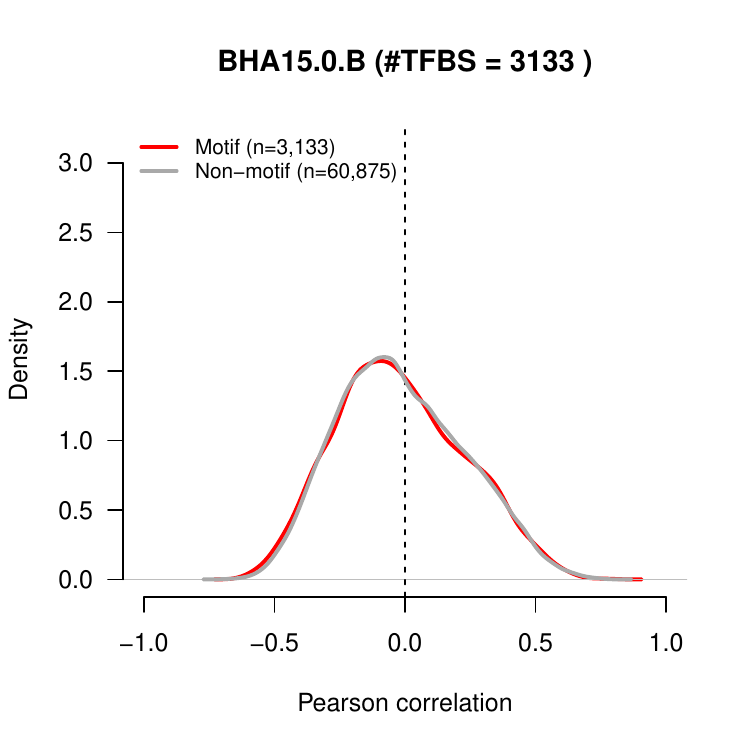 BHA15.0.B (#TFBS = 3133 )
Motif (n=3,133)
Non−motif (n=60,875)
3.0
2.5
2.0
1.5
1.0
0.5
0.0
Density
−1.0 −0.5 0.0 0.5 1.0
Pearson correlation